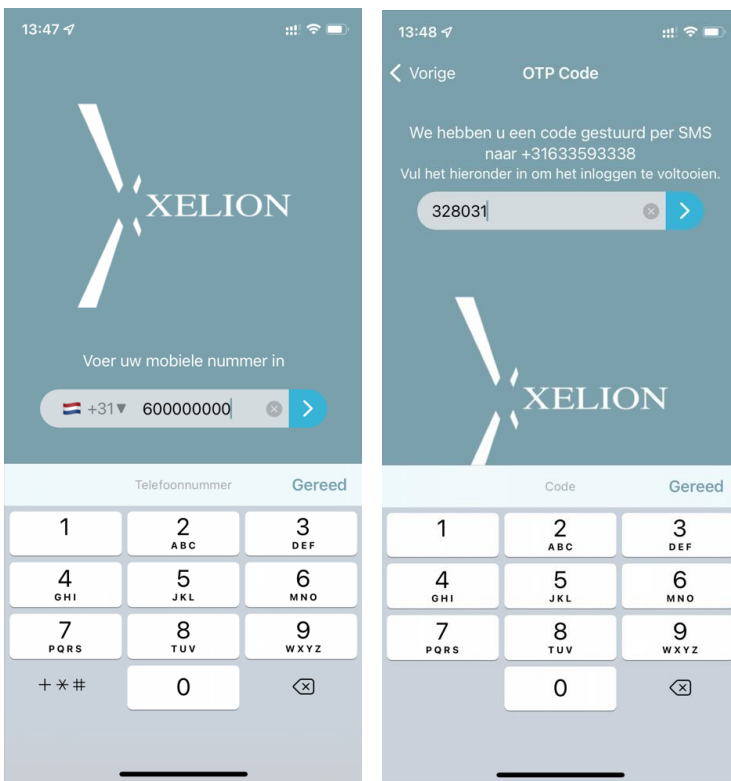 13:47
XELION
Voer uw mobiele nummer in
+31 600000000
Telefoonnummer
Gereed
1
2
ABC
3
DEF
4
GHI
5
JKL
6
MNO
7
PQRS
8
TUV
9
WXYZ
+*#
0
13:48
Vorige
OTP Code
We hebben u een code gestuurd per SMS
naar +31633593338
Vul het hieronder in om het inloggen te voltooien.
328031
XELION
Code
Gereed
1
2
ABC
3
DEF
4
GHI
5
JKL
6
MNO
7
PQRS
8
TUV
9
WXYZ
0